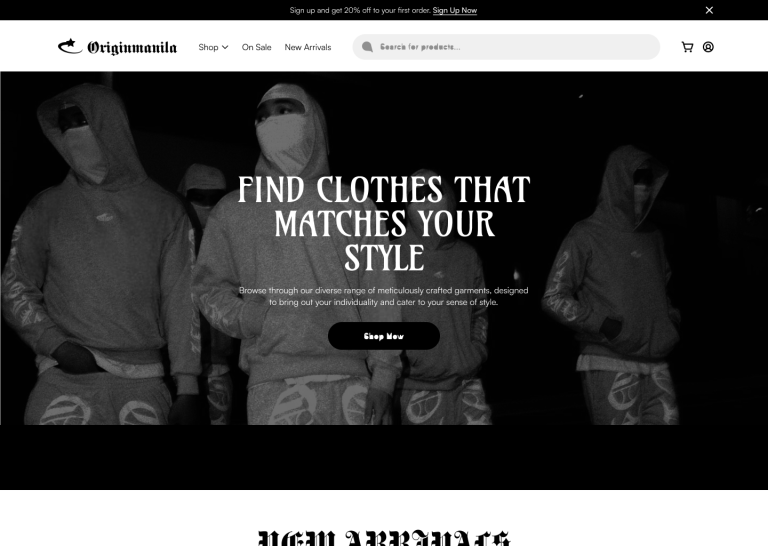 Sign up and get 20% off to your first order. Sign Up Now
Originmanila
Shop
On Sale
New Arrivals
Search for products...
FIND CLOTHES THAT
MATCHES YOUR
STYLE
Browse through our diverse range of meticulously crafted garments, designed
to bring out your individuality and cater to your sense of style.
Shop Now
NEW ARRIVALS